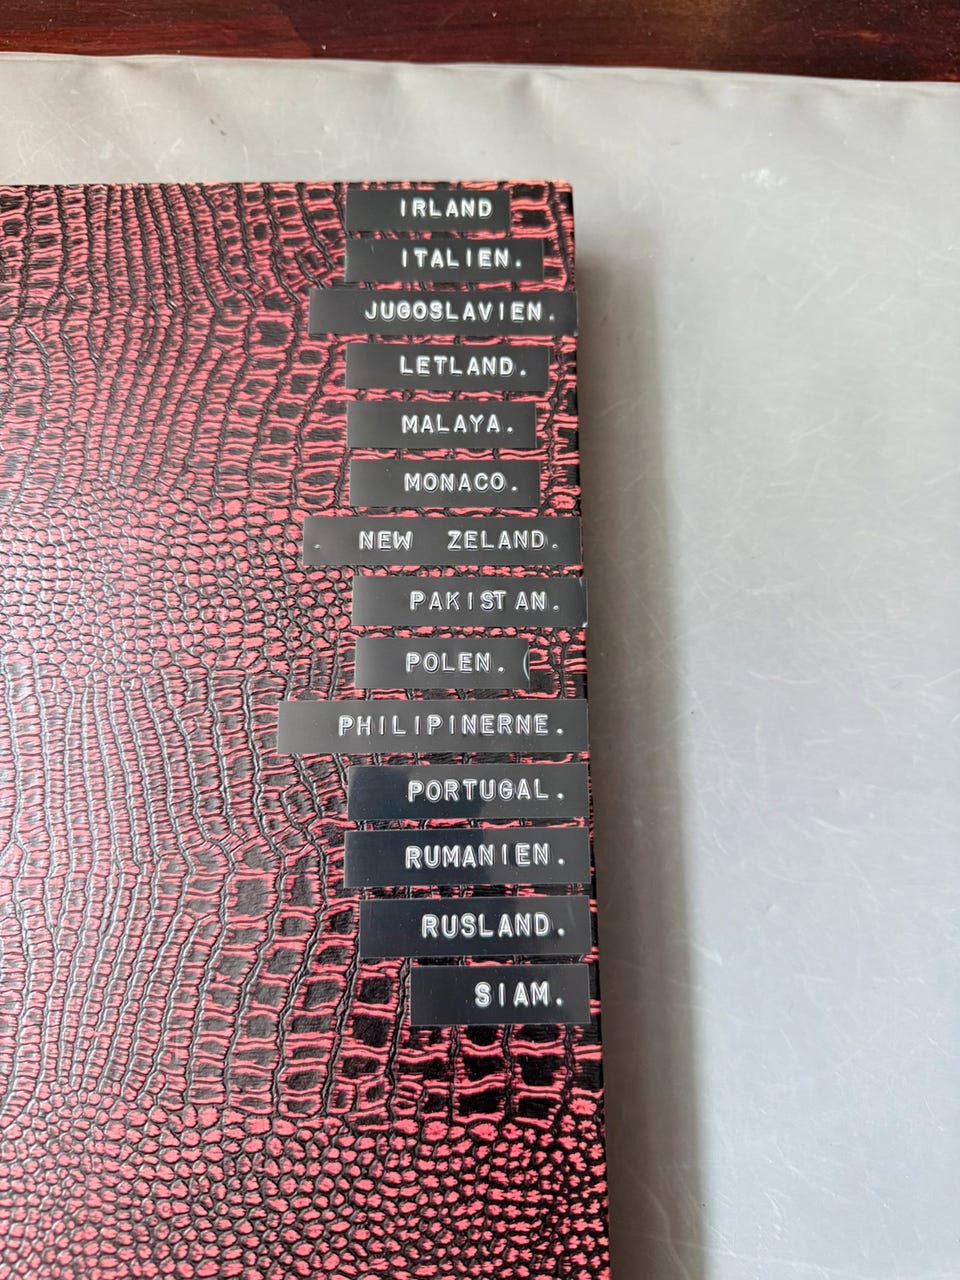 IRLAND
ITALIEN.
JUGOSLAVIEN.
LETLAND.
MALAYA.
MONACO.
. NEW ZELAND.
PAKISTAN.
POLEN.
PHILIPINERNE.
PORTUGAL.
RUMANIEN.
RUSLAND.
SIAM.